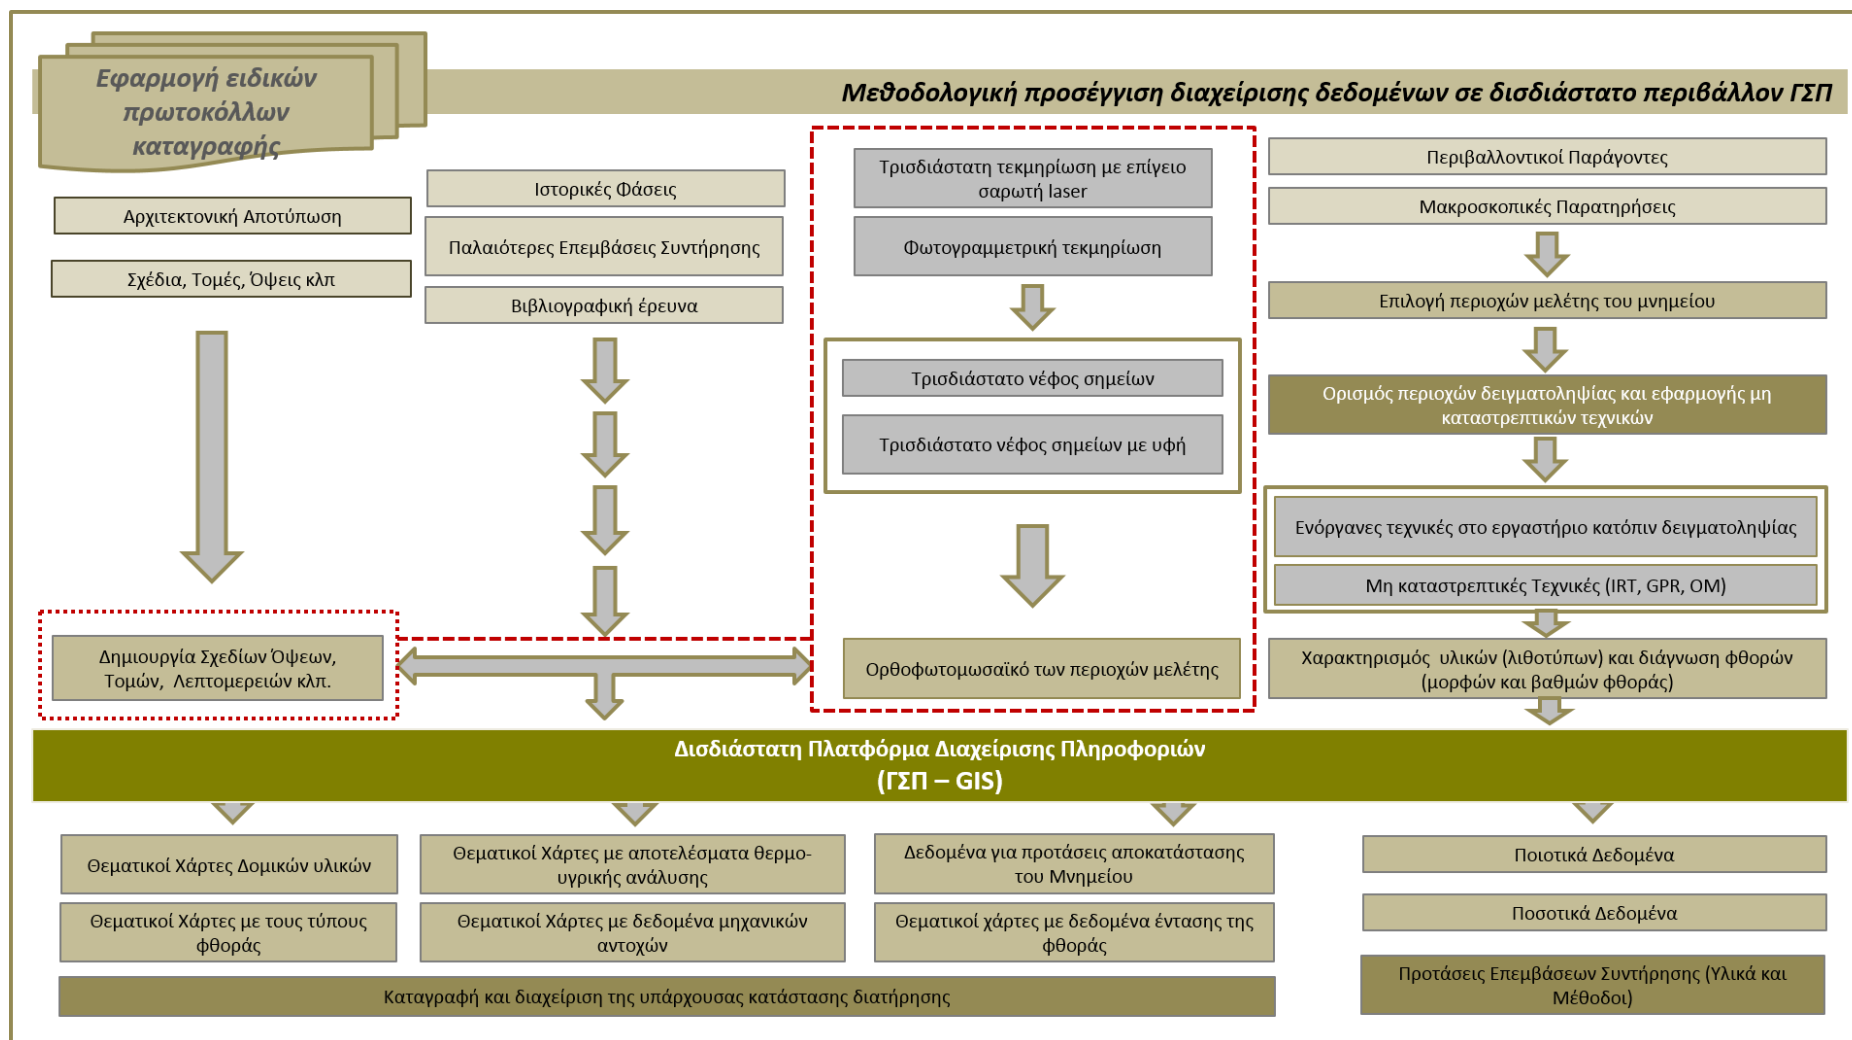 Εφαρμογή ειδικών
πρωτοκόλλων
καταγραφής
Μεθοδολογική προσέγγιση διαχείρισης δεδομένων σε δισδιάστατο περιβάλλον ΓΣΠ
Αρχιτεκτονική Αποτύπωση
Σχέδια, Τομές, Όψεις κλπ
Δημιουργία Σχεδίων Όψεων,
Τομών, Λεπτομερειών κλπ.
Ιστορικές Φάσεις
Παλαιότερες Επεμβάσεις Συντήρησης
Βιβλιογραφική έρευνα
Τρισδιάστατη τεκμηρίωση με επίγειο
σαρωτή laser
Φωτογραμμετρική τεκμηρίωση
Τρισδιάστατο νέφος σημείων
Τρισδιάστατο νέφος σημείων με υφή
Ορθοφωτομωσαϊκό των περιοχών μελέτης
Περιβαλλοντικοί Παράγοντες
Μακροσκοπικές Παρατηρήσεις
Επιλογή περιοχών μελέτης του μνημείου
Ορισμός περιοχών δειγματοληψίας και εφαρμογής μη
καταστρεπτικών τεχνικών
Ενόργανες τεχνικές στο εργαστήριο κατόπιν δειγματοληψίας
Μη καταστρεπτικές Τεχνικές (IRT, GPR, OM)
Χαρακτηρισμός υλικών (λιθοτύπων) και διάγνωση φθορών
(μορφών και βαθμών φθοράς)
Δισδιάστατη Πλατφόρμα Διαχείρισης Πληροφοριών
(ΓΣΠ – GIS)
Θεματικοί Χάρτες Δομικών υλικών
Θεματικοί Χάρτες με τους τύπους
φθοράς
Θεματικοί Χάρτες με αποτελέσματα θερμο-
υγρικής ανάλυσης
Θεματικοί Χάρτες με δεδομένα μηχανικών
αντοχών
Δεδομένα για προτάσεις αποκατάστασης
του Μνημείου
Θεματικοί χάρτες με δεδομένα έντασης της
φθοράς
Καταγραφή και διαχείριση της υπάρχουσας κατάστασης διατήρησης
Ποιοτικά Δεδομένα
Ποσοτικά Δεδομένα
Προτάσεις Επεμβάσεων Συντήρησης (Υλικά και
Μέθοδοι)